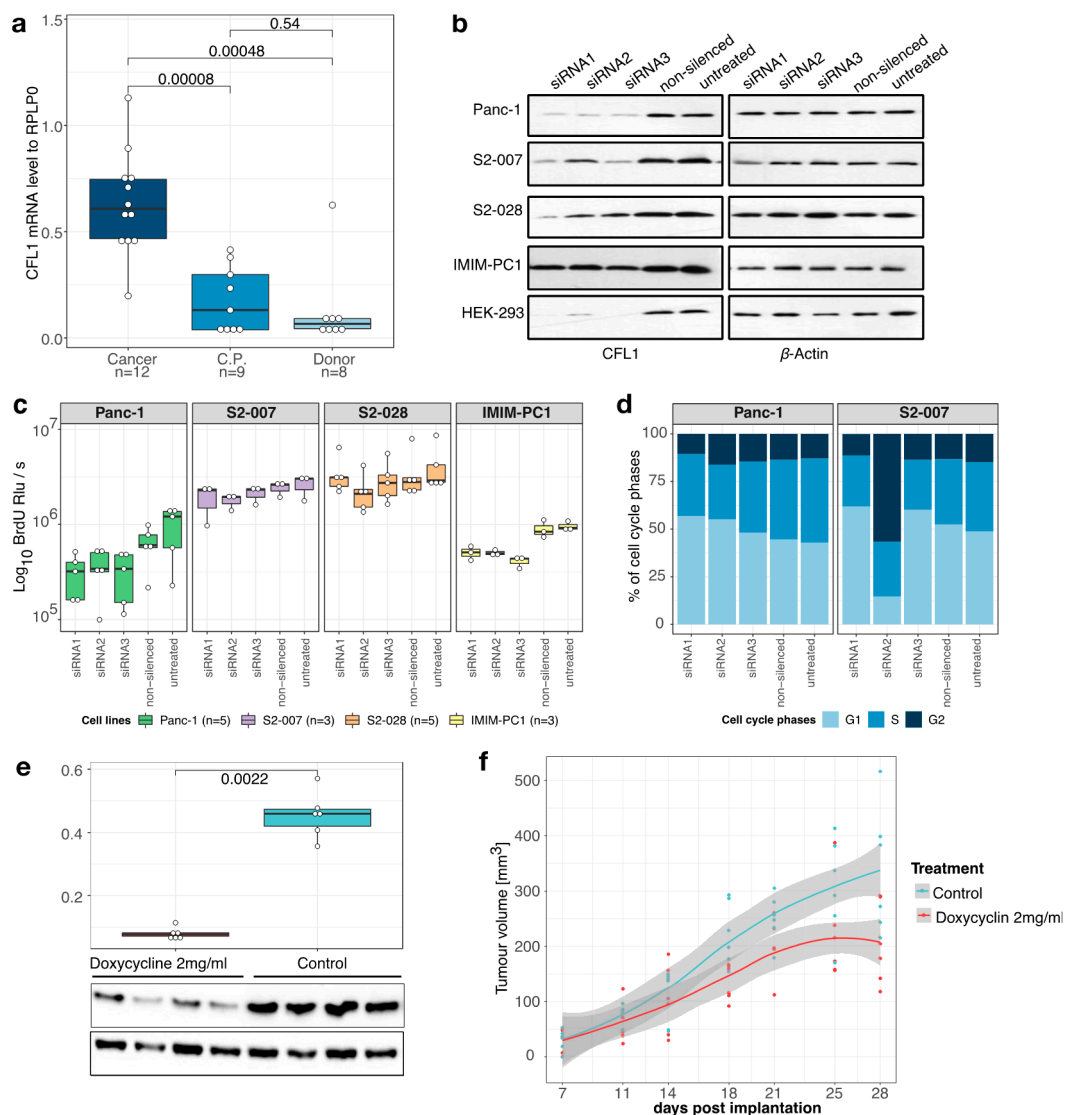 a
CFL1 mRNA level to RPLP0
1.5
1.0
0.5
0.0
0.54
0.00048
0.00008
Cancer C.P. Donor
n=12 n=9 n=8
b
siRNA1 siRNA2 siRNA3 non-silenced untreated siRNA1 siRNA2 siRNA3 non-silenced untreated
Panc-1
S2-007
S2-028
IMIM-PC1
HEK-293
CFL1 β-Actin
c
Panc-1 S2-007 S2-028 IMIM-PC1
Log10 BrdU Rlu / s
10^7
10^6
10^5
siRNA1 siRNA2 siRNA3 non-silenced untreated siRNA1 siRNA2 siRNA3 non-silenced untreated siRNA1 siRNA2 siRNA3 non-silenced untreated siRNA1 siRNA2 siRNA3 non-silenced untreated
Cell lines Panc-1 (n=5) S2-007 (n=3) S2-028 (n=5) IMIM-PC1 (n=3)
d
Panc-1 S2-007
% of cell cycle phases
100
75
50
25
0
siRNA1 siRNA2 siRNA3 non-silenced untreated siRNA1 siRNA2 siRNA3 non-silenced untreated
Cell cycle phases G1 S G2
e
0.6
0.4
0.2
0.0022
Doxycycline 2mg/ml Control
f
Tumour volume [mm3]
500
400
300
200
100
0
7 11 14 18 21 25 28
days post implantation
Treatment
Control
Doxycyclin 2mg/ml